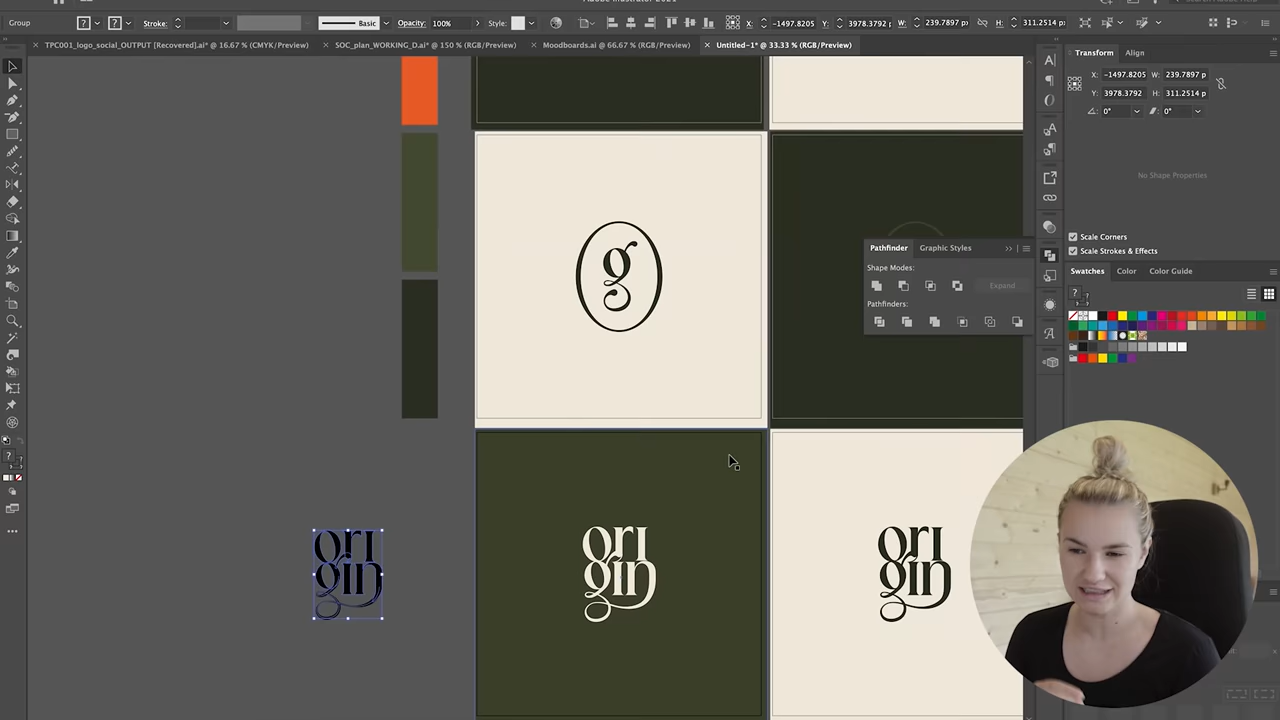 Group
Stroke:
Basic
Opacity: 100%
Style:
X: -1497.8205
Y: 3978.3792 p
W: 239.7897 p
H: 311.2514 p
× TPC001_logo_social_OUTPUT [Recovered].ai* @ 16.67 % (CMYK/Preview)
× SOC_plan_WORKING_D.ai* @ 150 % (RGB/Preview)
× Moodboards.ai @ 66.67 % (RGB/Preview)
× Untitled-1* @ 33.33 % (RGB/Preview)
Transform Align
X: -1497.8205 W: 239.7897 p
Y: 3978.3792 H: 311.2514 p
0° 0°
No Shape Properties
Scale Corners
Scale Strokes & Effects
Pathfinder Graphic Styles
Shape Modes:
Expand
Pathfinders:
Swatches Color Color Guide
g
ori
gin
ori
gin
ori
gin